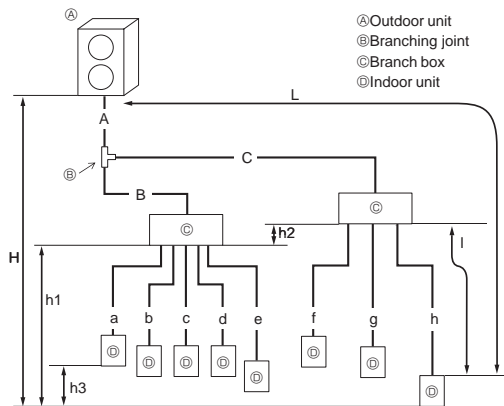 Ⓐ
ⒶOutdoor unit
ⒷBranching joint
ⒸBranch box
ⒹIndoor unit
L
A
Ⓑ
C
B
Ⓒ
Ⓒ
h2
H
h1
l
a
b
c
d
e
f
g
h
Ⓓ
Ⓓ
Ⓓ
Ⓓ
Ⓓ
Ⓓ
Ⓓ
Ⓓ
h3